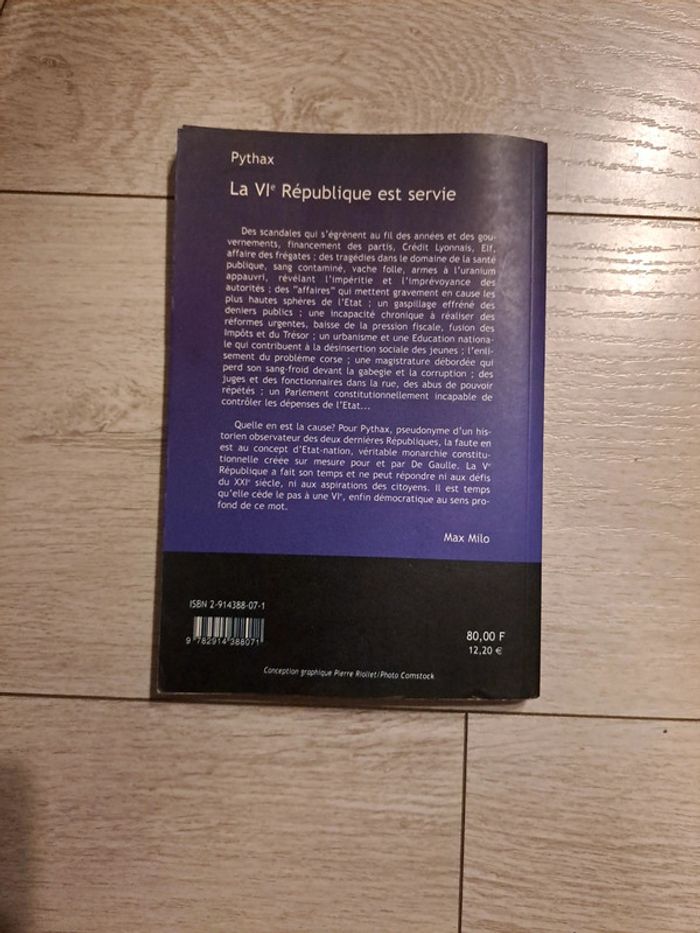 Pythax
La VIe République est servie
Des scandales qui s'égrènent au fil des années et des gou-
vernements, financement des partis, Crédit Lyonnais, Elf,
affaire des frégates ; des tragédies dans le domaine de la santé
publique, sang contaminé, vache folle, armes à l'uranium
appauvri, révélant l'impéritie et l'imprévoyance des
autorités ; des "affaires" qui mettent gravement en cause les
plus hautes sphères de l'Etat ; un gaspillage effréné des
deniers publics ; une incapacité chronique à réaliser des
réformes urgentes, baisse de la pression fiscale, fusion des
Impôts et du Trésor ; un urbanisme et une Education nationa-
le qui contribuent à la désinsertion sociale des jeunes ; l'enli-
sement du problème corse ; une magistrature débordée qui
perd son sang-froid devant la gabegie et la corruption ; des
juges et des fonctionnaires dans la rue, des abus de pouvoir
répétés ; un Parlement constitutionnellement incapable de
contrôler les dépenses de l'Etat...
Quelle en est la cause? Pour Pythax, pseudonyme d'un his-
torien observateur des deux dernières Républiques, la faute en
est au concept d'Etat-nation, véritable monarchie constitu-
tionnelle créée sur mesure pour et par De Gaulle. La Ve
République a fait son temps et ne peut répondre ni aux défis
du XXIe siècle, ni aux aspirations des citoyens. Il est temps
qu'elle cède le pas à une VIe, enfin démocratique au sens pro-
fond de ce mot.
Max Milo
ISBN 2-914388-07-1
9 782914 388071
80,00 F
12,20 €
Conception graphique Pierre Riollet/Photo Comstock